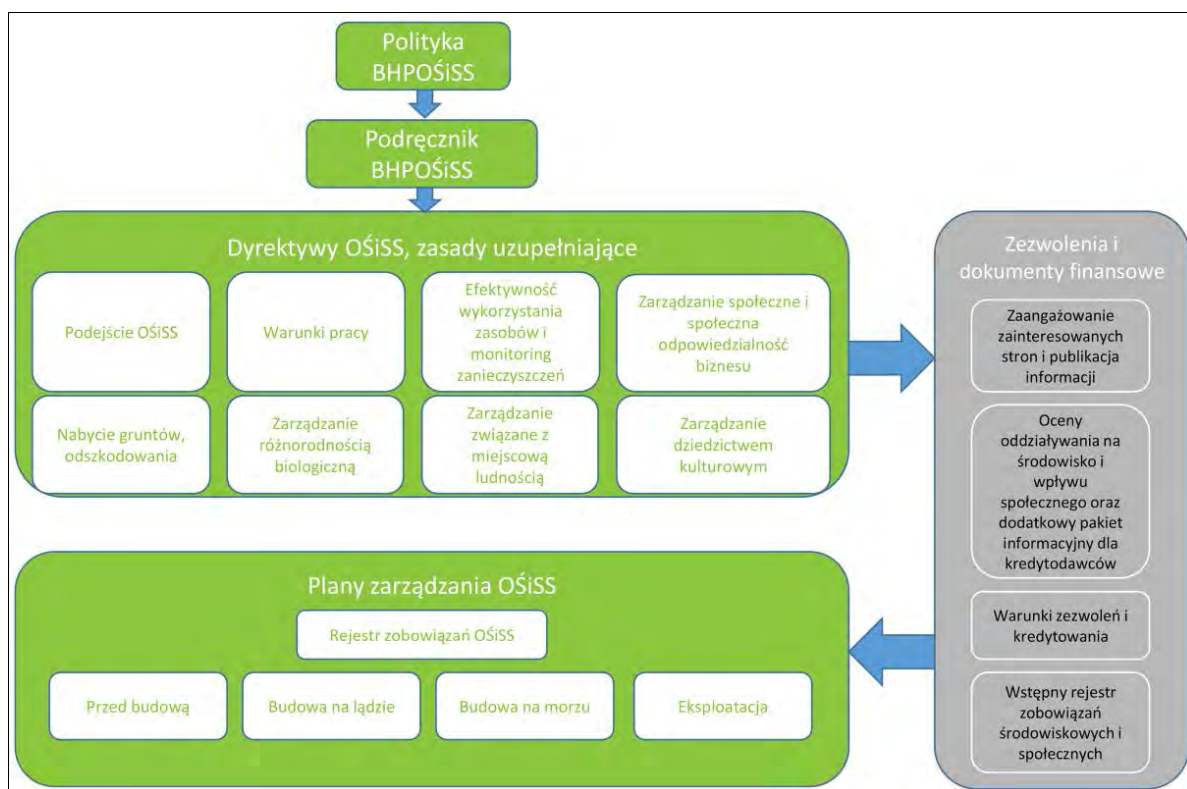 Polityka
BHPOŚiSS
Podręcznik
BHPOŚiSS
Dyrektywy OŚiSS, zasady uzupełniające
Podejście OŚiSS
Warunki pracy
Efektywność
wykorzystania
zasobów i
monitoring
zanieczyszczeń
Zarządzanie społeczne i
społeczna
odpowiedzialność
biznesu
Nabycie gruntów,
odszkodowania
Zarządzanie
różnorodnością
biologiczną
Zarządzanie
związane z
miejscową
ludnością
Zarządzanie
dziedzictwem
kulturowym
Zezwolenia i
dokumenty finansowe
Zaangażowanie
zainteresowanych
stron i publikacja
informacji
Oceny
oddziaływania na
środowisko i
wpływu
społecznego oraz
dodatkowy pakiet
informacyjny dla
kredytodawców
Warunki zezwoleń i
kredytowania
Wstępny rejestr
zobowiązań
środowiskowych i
społecznych
Plany zarządzania OŚiSS
Rejestr zobowiązań OŚiSS
Przed budową
Budowa na lądzie
Budowa na morzu
Eksploatacja